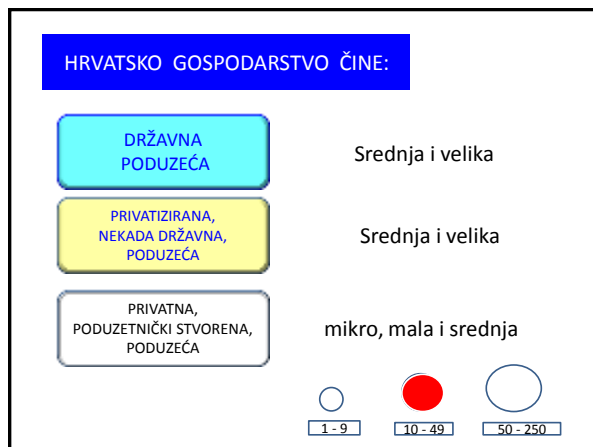 HRVATSKO GOSPODARSTVO ČINE:
DRŽAVNA
PODUZEĆA
Srednja i velika
PRIVATIZIRANA,
NEKADA DRŽAVNA,
PODUZEĆA
Srednja i velika
PRIVATNA,
PODUZETNIČKI STVORENA,
PODUZEĆA
mikro, mala i srednja
1 - 9
10 - 49
50 - 250